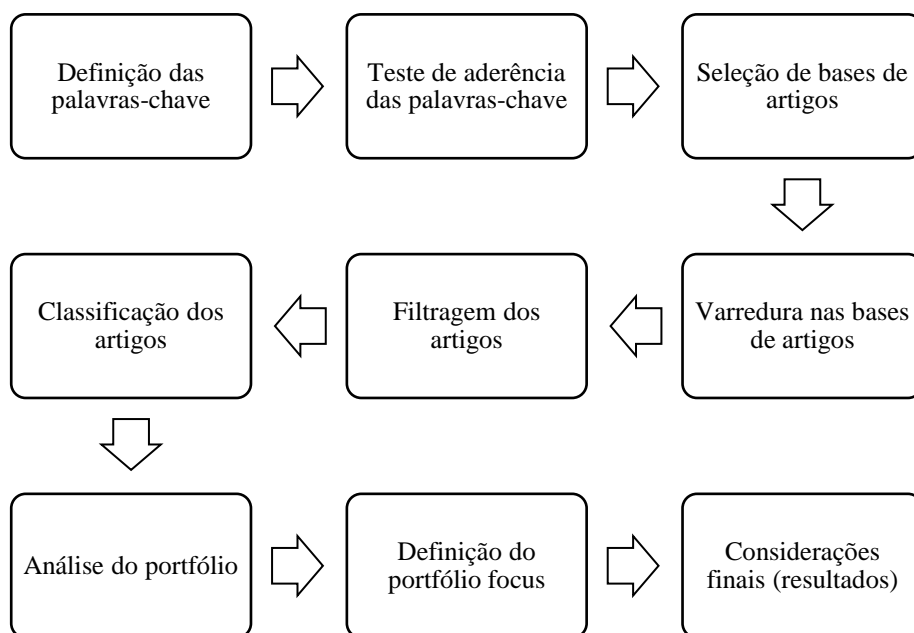 Definição das
palavras-chave
Teste de aderência
das palavras-chave
Seleção de bases de
artigos
Varredura nas bases
de artigos
Filtragem dos
artigos
Classificação dos
artigos
Análise do portfólio
Definição do
portfólio focus
Considerações
finais (resultados)